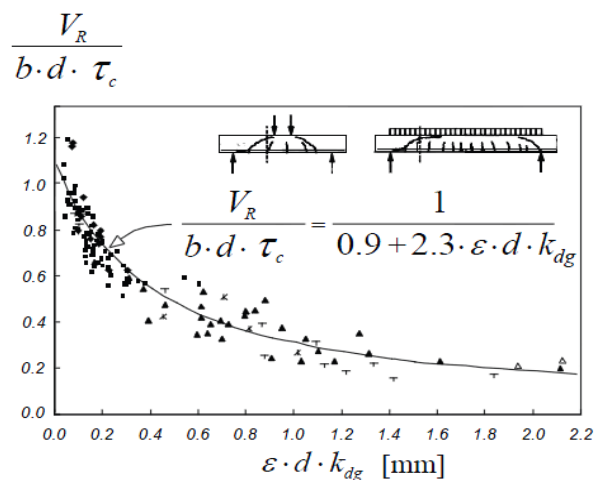 V_R
b·d· τ_c
1.2
1.0
0.8
0.6
0.4
0.2
0.0
V_R / b·d· τ_c = 1 / 0.9+2.3·ε·d·k_dg
0.0 0.2 0.4 0.6 0.8 1.0 1.2 1.4 1.6 1.8 2.0 2.2
ε·d·k_dg [mm]